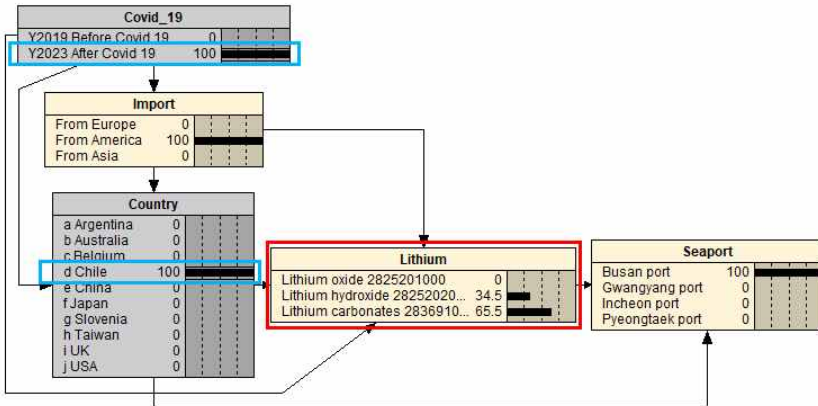 Covid_19
Y2019 Before Covid 19 0
Y2023 After Covid 19 100
Import
From Europe 0
From America 100
From Asia 0
Country
a Argentina 0
b Australia 0
c Belgium 0
d Chile 100
e China 0
f Japan 0
g Slovenia 0
h Taiwan 0
i UK 0
j USA 0
Lithium
Lithium oxide 2825201000 0
Lithium hydroxide 28252020... 34.5
Lithium carbonates 2836910... 65.5
Seaport
Busan port 100
Gwangyang port 0
Incheon port 0
Pyeongtaek port 0